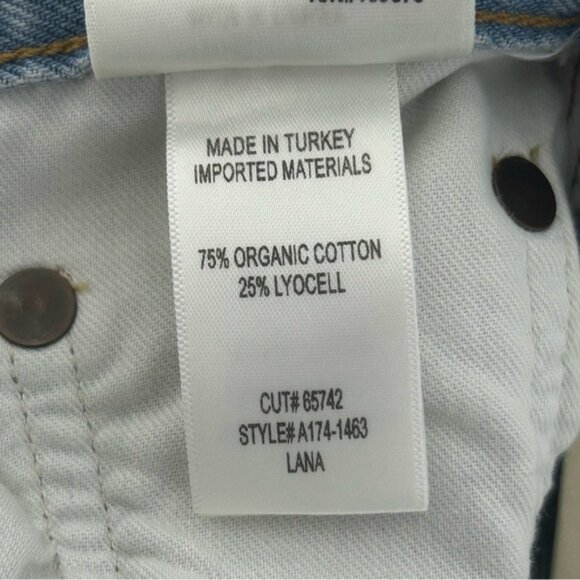 MADE IN TURKEY
IMPORTED MATERIALS
75% ORGANIC COTTON
25% LYOCELL
CUT# 65742
STYLE# A174-1463
LANA